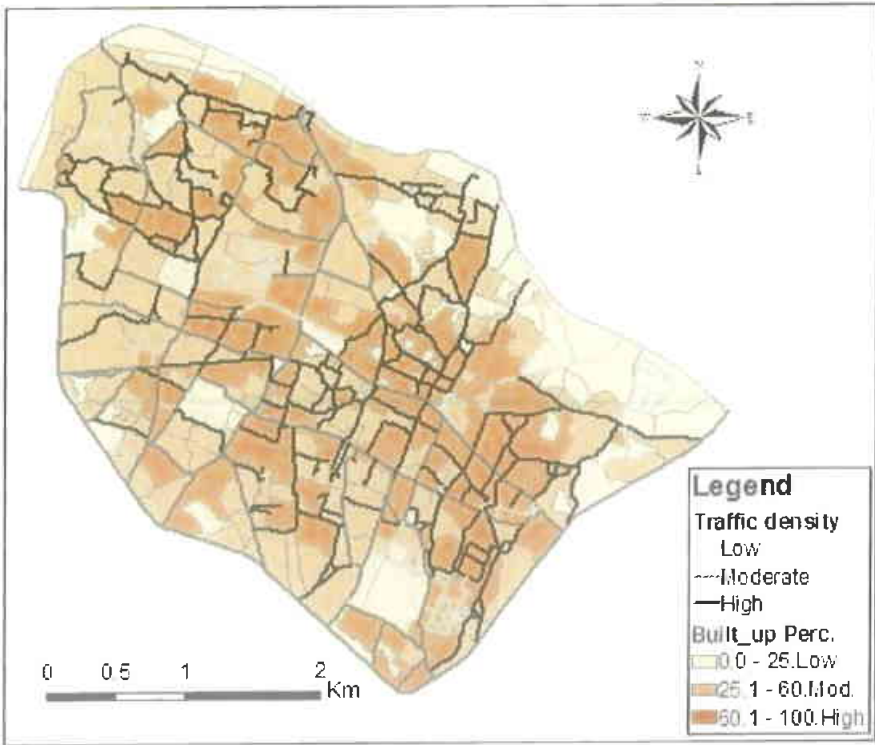 Legend
Traffic density
Low
Moderate
High
Built_up Perc.
0.0 - 25.Low
25.1 - 60.Mod.
60.1 - 100.High
0 0.5 1 2
Km